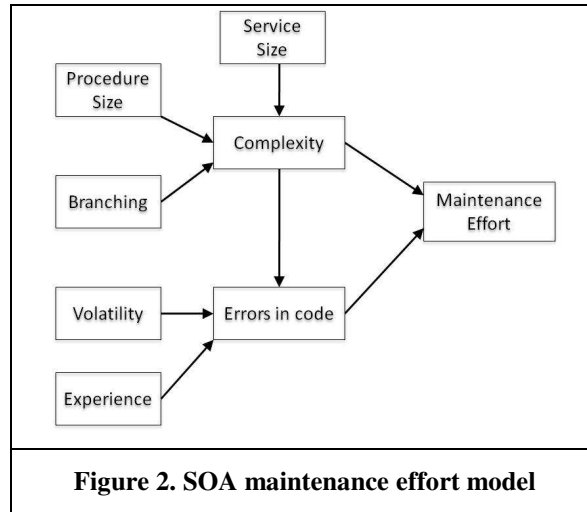 Service
Size
Procedure
Size
Complexity
Branching
Maintenance
Effort
Volatility
Errors in code
Experience
Figure 2. SOA maintenance effort model